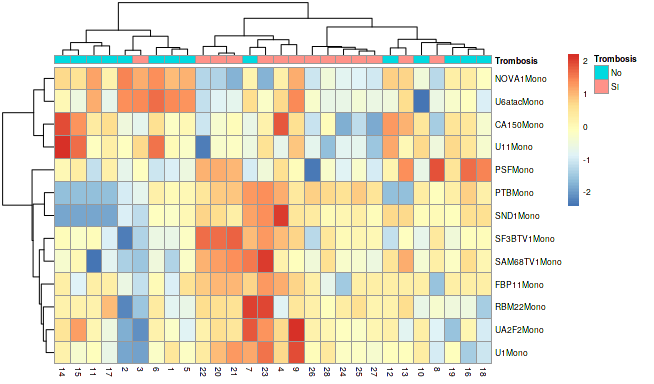 Trombosis
NOVA1Mono
U6atacMono
CA150Mono
U11Mono
PSFMono
PTBMono
SND1Mono
SF3BTV1Mono
SAM68TV1Mono
FBP11Mono
RBM22Mono
UA2F2Mono
U1Mono
14 15 11 17 2 3 6 1 5 22 20 21 7 23 4 9 26 28 24 25 27 12 13 10 8 19 16 18
2
1
0
-1
-2
Trombosis
No
SI